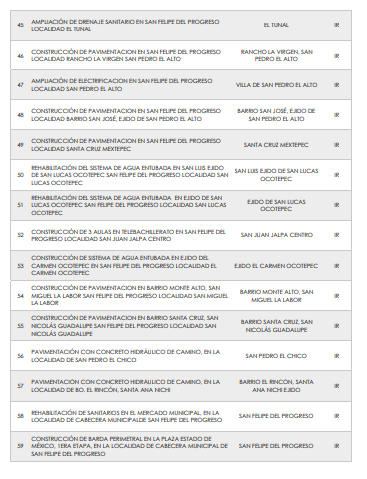 45 AMPLIACIÓN DE DRENAJE SANITARIO EN SAN FELIPE DEL PROGRESO
LOCALIDAD EL TUNAL
EL TUNAL
IR
46 CONSTRUCCIÓN DE PAVIMENTACION EN SAN FELIPE DEL PROGRESO
LOCALIDAD RANCHO LA VIRGEN SAN PEDRO EL ALTO
RANCHO LA VIRGEN, SAN
PEDRO EL ALTO
IR
47 AMPLIACIÓN DE ELECTRIFICACION EN SAN FELIPE DEL PROGRESO
LOCALIDAD SAN PEDRO EL ALTO
VILLA DE SAN PEDRO EL ALTO
IR
48 CONSTRUCCIÓN DE PAVIMENTACION EN SAN FELIPE DEL PROGRESO
LOCALIDAD BARRIO SAN JOSÉ, EJIDO DE SAN PEDRO EL ALTO
BARRIO SAN JOSÉ, EJIDO DE
SAN PEDRO EL ALTO
IR
49 CONSTRUCCIÓN DE PAVIMENTACION EN SAN FELIPE DEL PROGRESO
LOCALIDAD SANTA CRUZ MEXTEPEC
SANTA CRUZ MEXTEPEC
IR
50 REHABILITACIÓN DEL SISTEMA DE AGUA ENTUBADA EN SAN LUIS EJIDO
DE SAN LUCAS OCOTEPEC SAN FELIPE DEL PROGRESO LOCALIDAD SAN
LUCAS OCOTEPEC
SAN LUIS EJIDO DE SAN LUCAS
OCOTEPEC
IR
51 REHABILITACIÓN DEL SISTEMA DE AGUA ENTUBADA EN EJIDO DE SAN
LUCAS OCOTEPEC SAN FELIPE DEL PROGRESO LOCALIDAD SAN LUCAS
OCOTEPEC
EJIDO DE SAN LUCAS
OCOTEPEC
IR
52 CONSTRUCCIÓN DE 3 AULAS EN TELEBACHILLERATO EN SAN FELIPE DEL
PROGRESO LOCALIDAD SAN JUAN JALPA CENTRO
SAN JUAN JALPA CENTRO
IR
53 CONSTRUCCIÓN DE SISTEMA DE AGUA ENTUBADA EN EJIDO DEL
CARMEN OCOTEPEC EN SAN FELIPE DEL PROGRESO LOCALIDAD EL
CARMEN OCOTEPEC
EJIDO EL CARMEN OCOTEPEC
IR
54 CONSTRUCCIÓN DE PAVIMENTACION EN BARRIO MONTE ALTO, SAN
MIGUEL LA LABOR SAN FELIPE DEL PROGRESO LOCALIDAD SAN MIGUEL
LA LABOR
BARRIO MONTE ALTO, SAN
MIGUEL LA LABOR
IR
55 CONSTRUCCIÓN DE PAVIMENTACION EN BARRIO SANTA CRUZ, SAN
NICOLÁS GUADALUPE SAN FELIPE DEL PROGRESO LOCALIDAD SAN
NICOLÁS GUADALUPE
BARRIO SANTA CRUZ, SAN
NICOLÁS GUADALUPE
IR
56 PAVIMENTACIÓN CON CONCRETO HIDRÁULICO DE CAMINO, EN LA
LOCALIDAD DE SAN PEDRO EL CHICO
SAN PEDRO EL CHICO
IR
57 PAVIMENTACIÓN CON CONCRETO HIDRAULICO DE CAMINO, EN LA
LOCALIDAD DE BO. EL RINCÓN, SANTA ANA NICHI
BARRIO EL RINCÓN, SANTA
ANA NICHI EJIDO
IR
58 REHABILITACIÓN DE SANITARIOS EN EL MERCADO MUNICIPAL, EN LA
LOCALIDAD DE CABECERA MUNICIPALDE SAN FELIPE DEL PROGRESO
SAN FELIPE DEL PROGRESO
IR
59 CONSTRUCCIÓN DE BARDA PERIMETRAL EN LA PLAZA ESTADO DE
MÉXICO, 1ERA ETAPA, EN LA LOCALIDAD DE CABECERA MUNICIPAL DE
SAN FELIPE DEL PROGRESO
SAN FELIPE DEL PROGRESO
IR